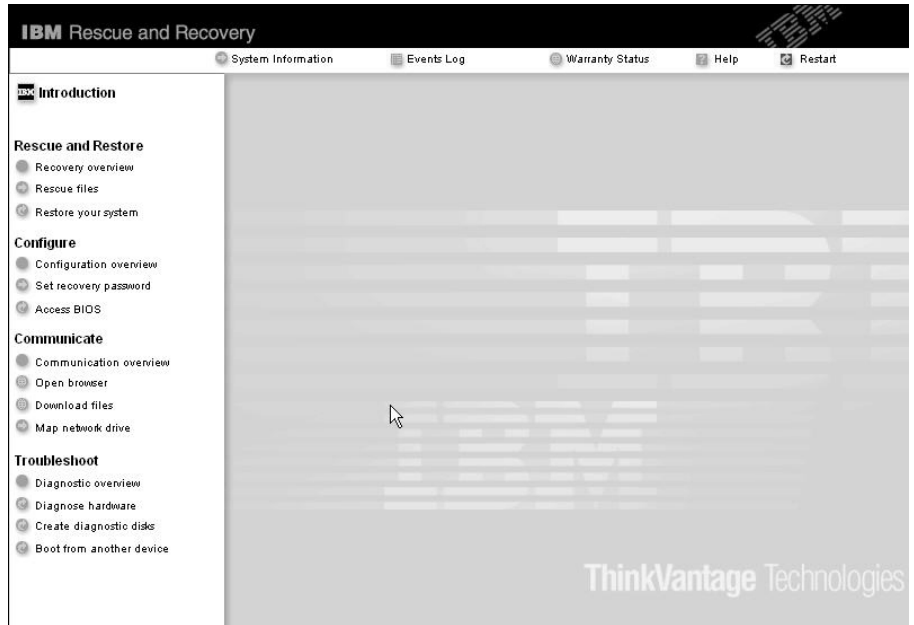 IBM Rescue and Recovery
IBM
System Information Events Log Warranty Status Help Restart
Introduction
Rescue and Restore
Recovery overview
Rescue files
Restore your system
Configure
Configuration overview
Set recovery password
Access BIOS
Communicate
Communication overview
Open browser
Download files
Map network drive
Troubleshoot
Diagnostic overview
Diagnose hardware
Create diagnostic disks
Boot from another device
IBM
ThinkVantage Technologies